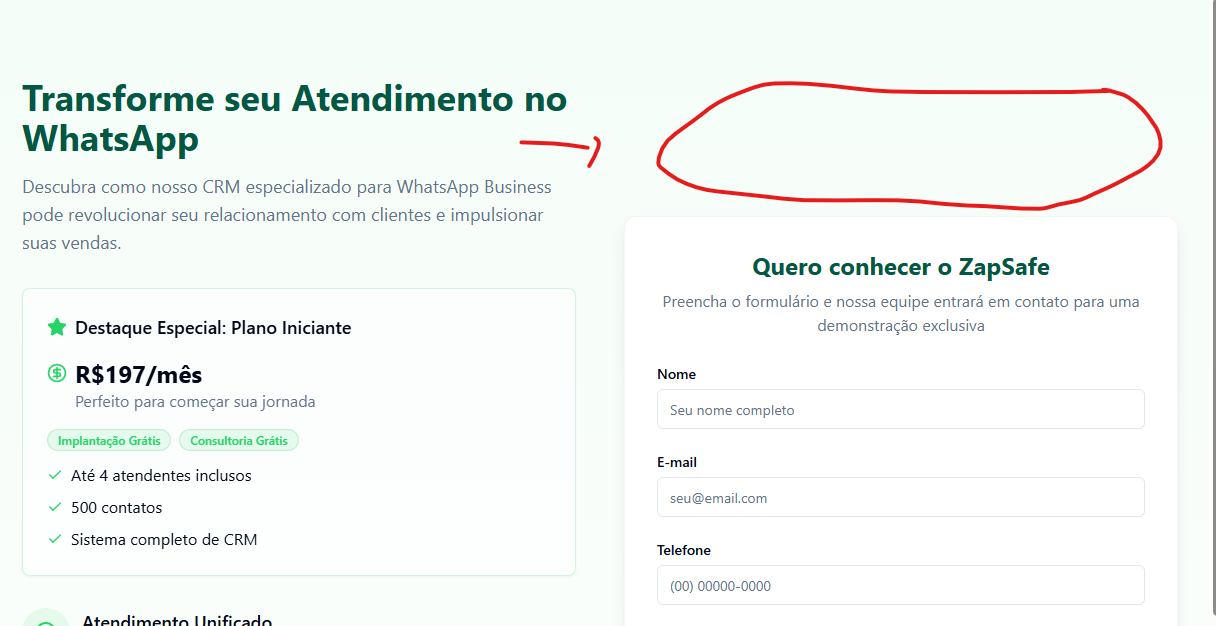 Transforme seu Atendimento no
WhatsApp
Descubra como nosso CRM especializado para WhatsApp Business
pode revolucionar seu relacionamento com clientes e impulsionar
suas vendas.
Destaque Especial: Plano Iniciante
R$197/mês
Perfeito para começar sua jornada
Implantação Grátis
Consultoria Grátis
Até 4 atendentes inclusos
500 contatos
Sistema completo de CRM
Atendimento Unificado
Quero conhecer o ZapSafe
Preencha o formulário e nossa equipe entrará em contato para uma
demonstração exclusiva
Nome
Seu nome completo
E-mail
seu@email.com
Telefone
(00) 00000-0000